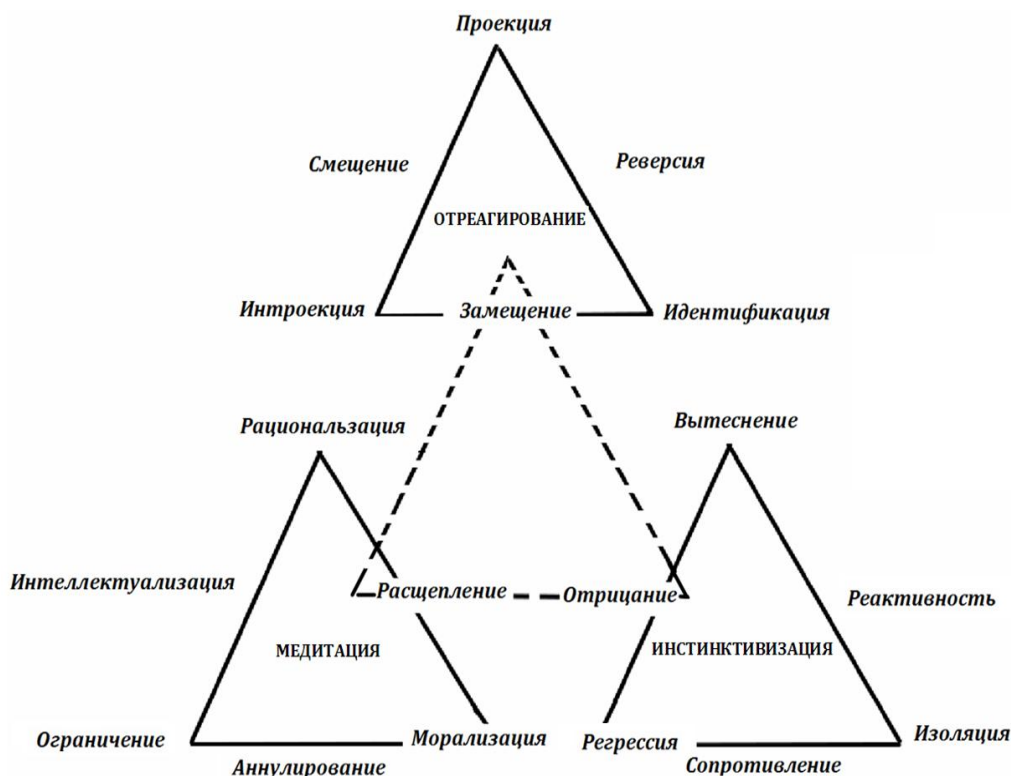 Проекция
Смещение
Реверсия
ОТРЕАГИРОВАНИЕ
Интроекция
Замещение
Идентификация
Рациональзация
Вытеснение
Интеллектуализация
Расщепление
Отрицание
Реактивность
МЕДИТАЦИЯ
ИНСТИНКТИВИЗАЦИЯ
Ограничение
Морализация
Регрессия
Изоляция
Аннулирование
Сопротивление